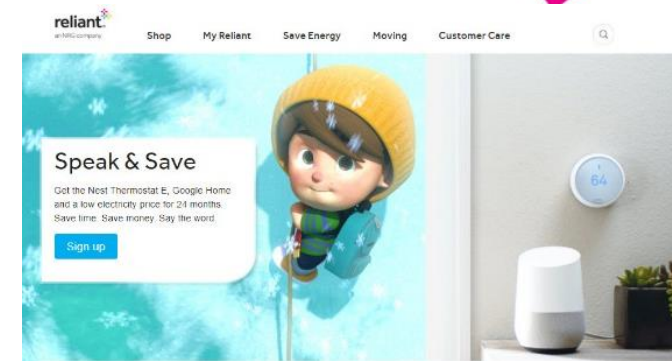 reliant
an NRG company
Shop My Reliant Save Energy Moving Customer Care
Speak & Save
Get the Nest Thermostat E, Google Home
and a low electricity price for 24 months.
Save time. Save money. Say the word.
Sign up
64